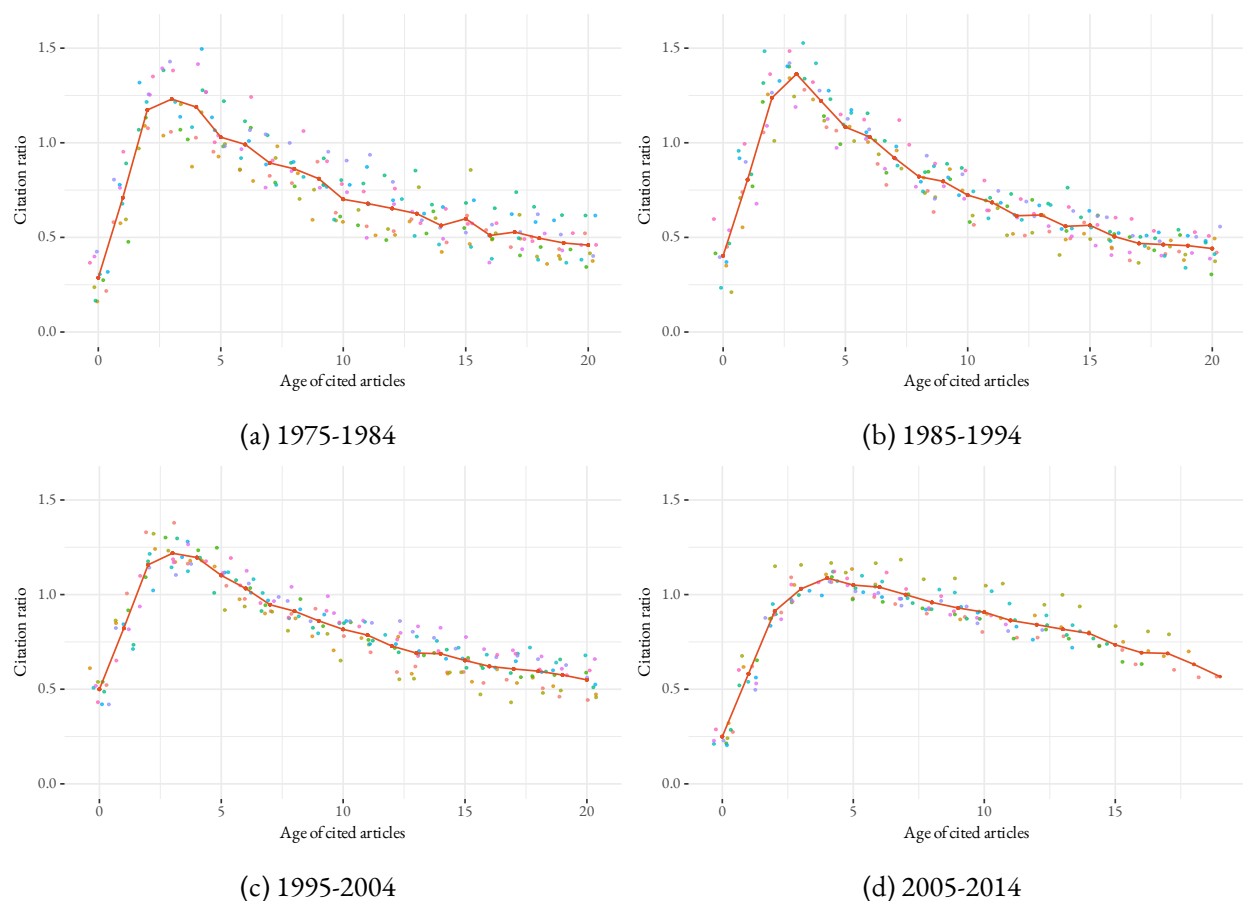 1.5
1.0
0.5
0.0
Citation ratio
0 5 10 15 20
Age of cited articles
(a) 1975-1984
1.5
1.0
0.5
0.0
Citation ratio
0 5 10 15 20
Age of cited articles
(b) 1985-1994
1.5
1.0
0.5
0.0
Citation ratio
0 5 10 15 20
Age of cited articles
(c) 1995-2004
1.5
1.0
0.5
0.0
Citation ratio
0 5 10 15
Age of cited articles
(d) 2005-2014